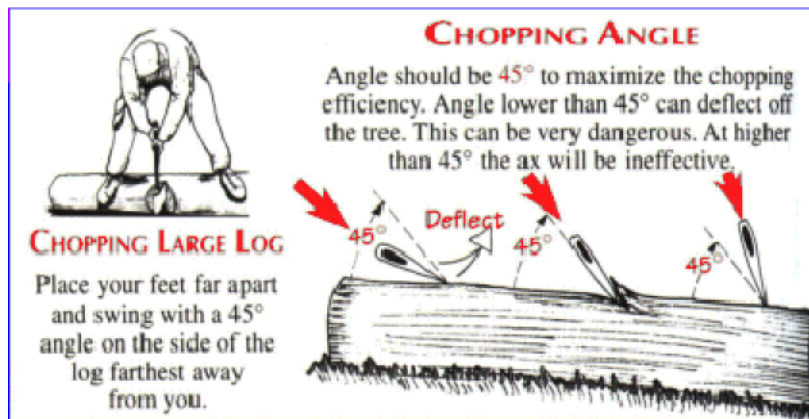 CHOPPING ANGLE
Angle should be 45° to maximize the chopping
efficiency. Angle lower than 45° can deflect off
the tree. This can be very dangerous. At higher
than 45° the ax will be ineffective.
45°
Deflect
45°
45°
CHOPPING LARGE LOG
Place your feet far apart
and swing with a 45°
angle on the side of the
log farthest away
from you.